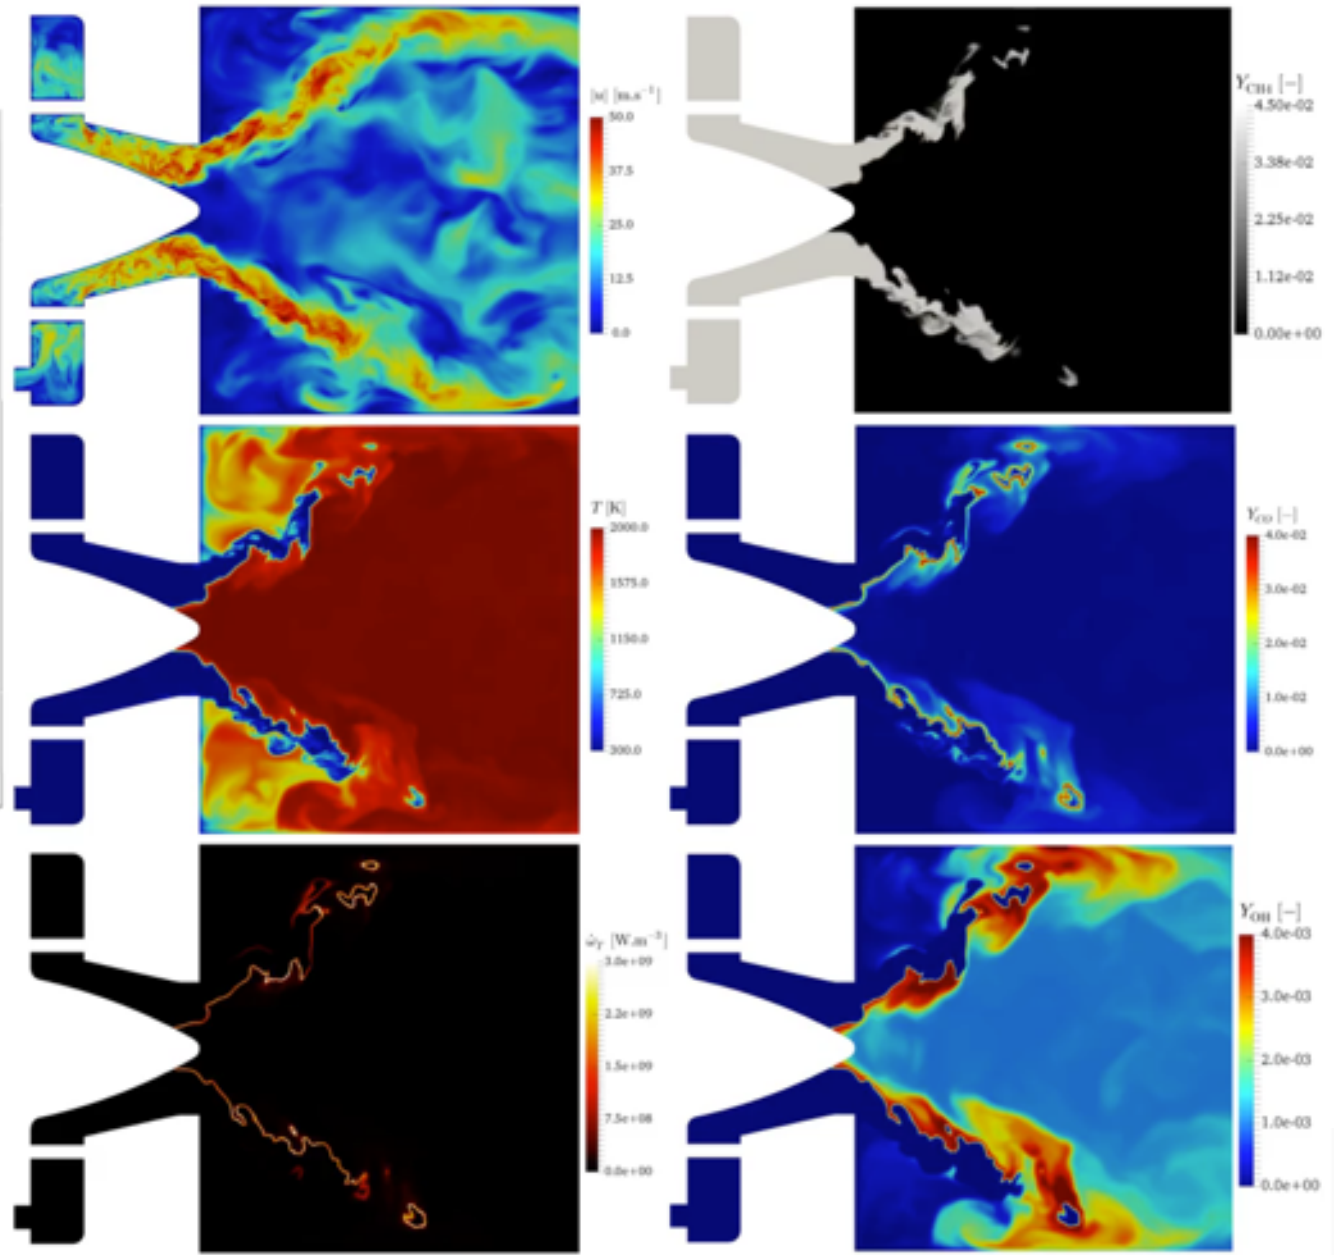 |u| [m.s⁻¹]
50.0
37.5
25.0
12.5
0.0
Y_CH4 [−]
4.50e-02
3.38e-02
2.25e-02
1.12e-02
0.00e+00
T [K]
2000.0
1575.0
1150.0
725.0
300.0
Y_CO [−]
4.0e-02
3.0e-02
2.0e-02
1.0e-02
0.0e+00
ω̇_T [W.m⁻³]
3.0e+09
2.2e+09
1.5e+09
7.5e+08
0.0e+00
Y_OH [−]
4.0e-03
3.0e-03
2.0e-03
1.0e-03
0.0e+00